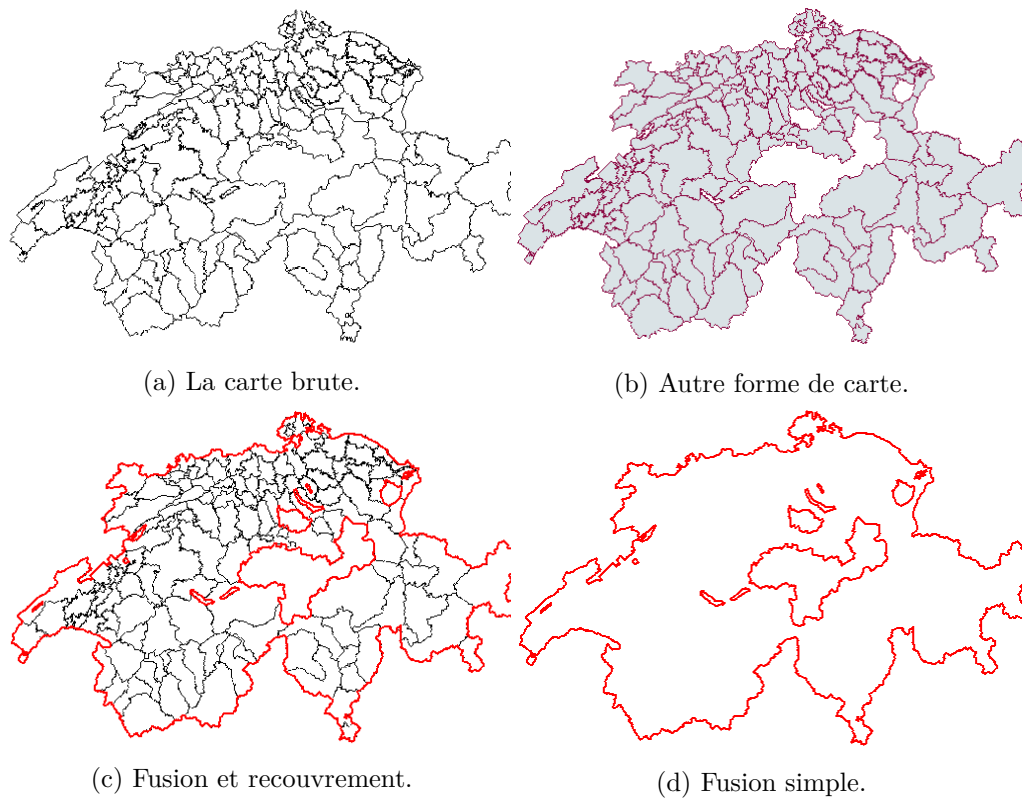 (a) La carte brute.
(b) Autre forme de carte.
(c) Fusion et recouvrement.
(d) Fusion simple.